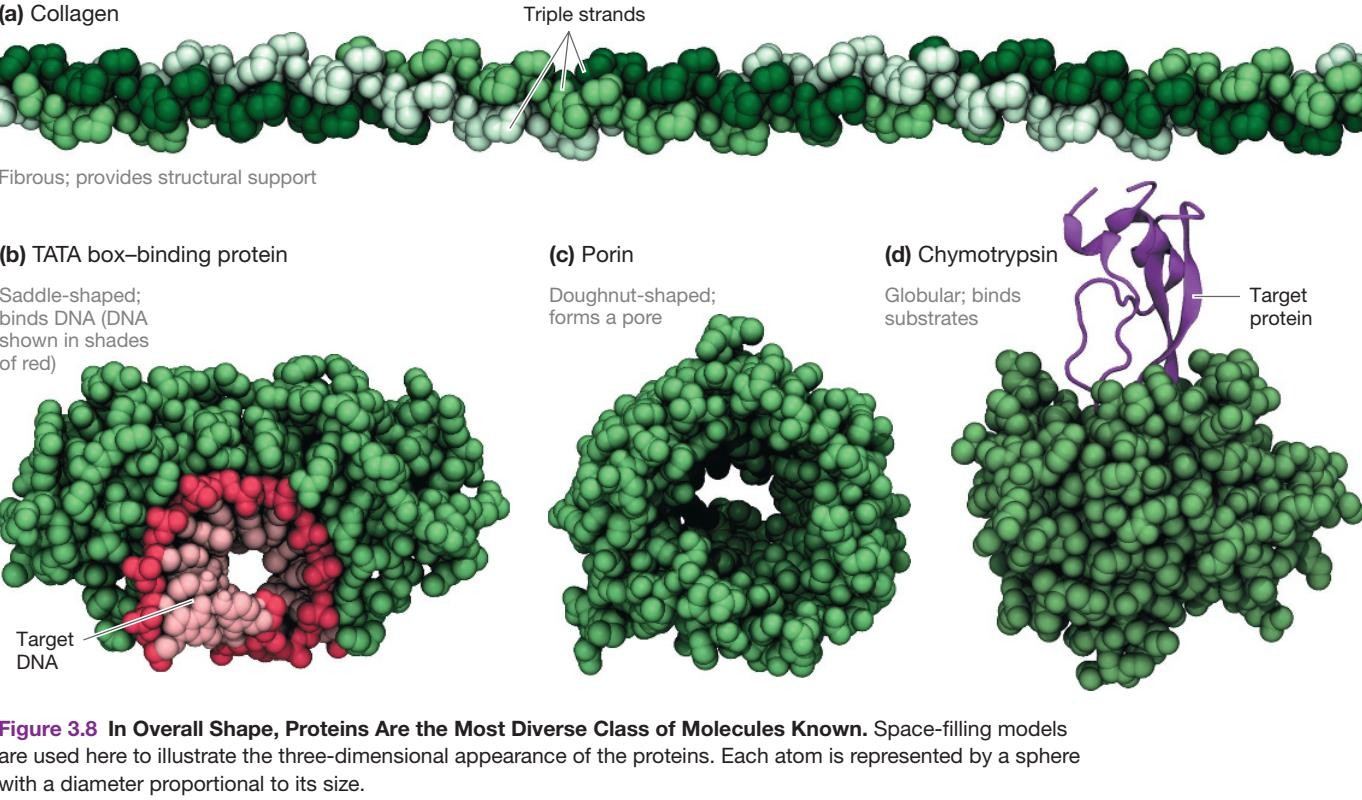 (a) Collagen
Triple strands
Fibrous; provides structural support
(b) TATA box–binding protein
Saddle-shaped;
binds DNA (DNA
shown in shades
of red)
Target
DNA
(c) Porin
Doughnut-shaped;
forms a pore
(d) Chymotrypsin
Globular; binds
substrates
Target
protein
Figure 3.8 In Overall Shape, Proteins Are the Most Diverse Class of Molecules Known. Space-filling models
are used here to illustrate the three-dimensional appearance of the proteins. Each atom is represented by a sphere
with a diameter proportional to its size.